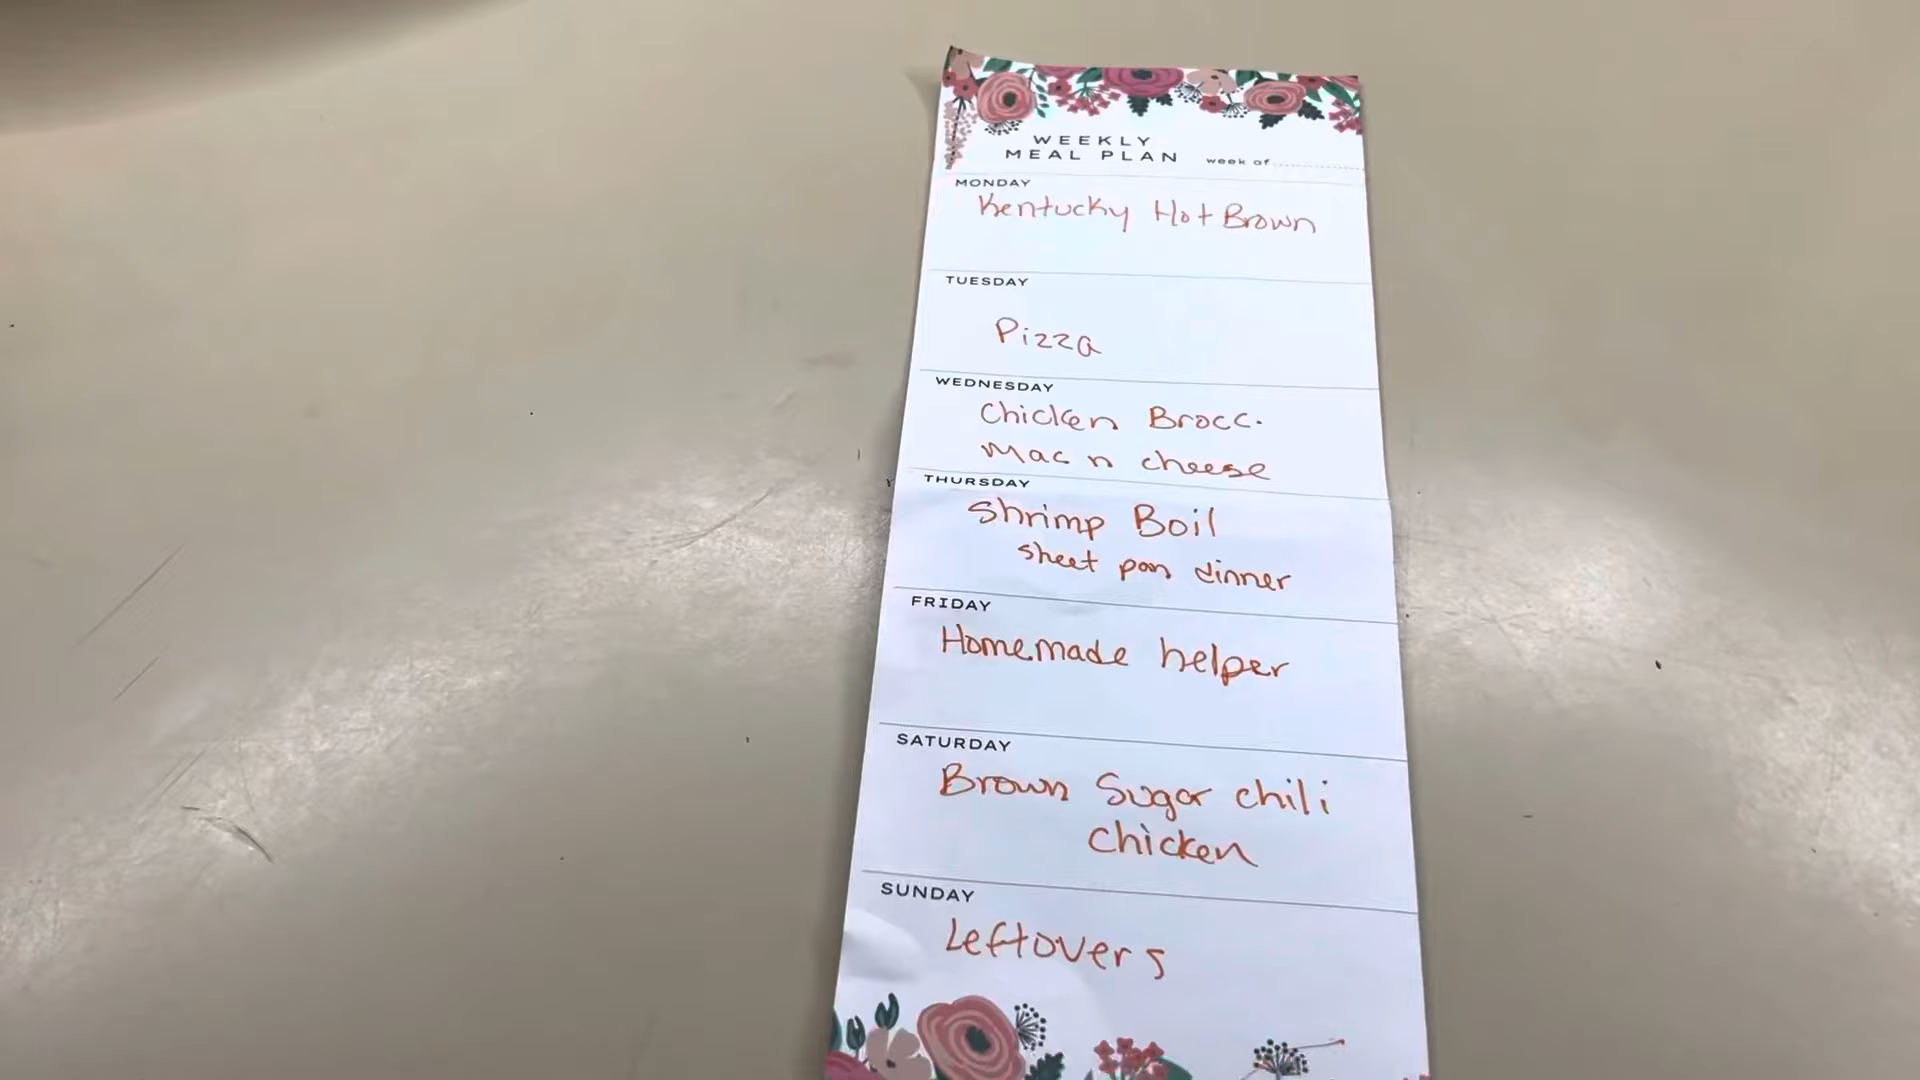 WEEKLY
MEAL PLAN week of
MONDAY
Kentucky Hot Brown
TUESDAY
Pizza
WEDNESDAY
Chicken Brocc.
Mac n cheese
THURSDAY
Shrimp Boil
sheet pan dinner
FRIDAY
Homemade helper
SATURDAY
Brown Sugar chili
chicken
SUNDAY
Leftovers